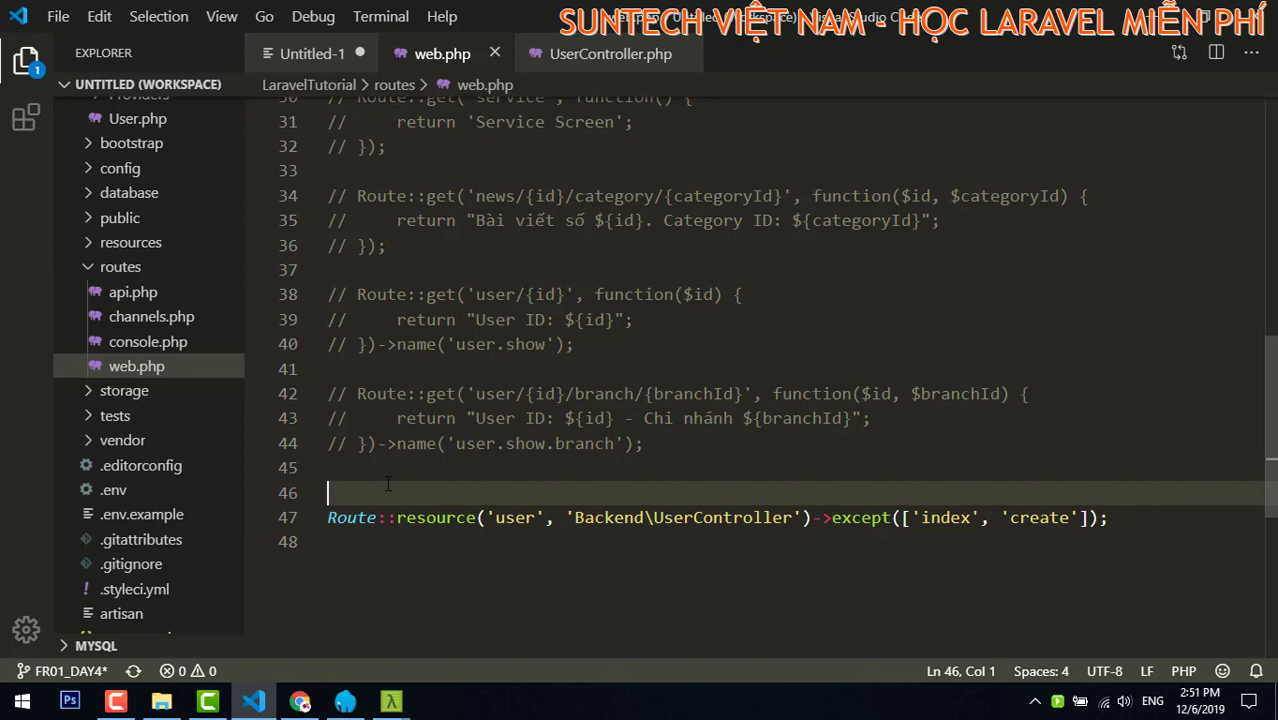 File Edit Selection View Go Debug Terminal Help
SUNTECH VIỆT NAM - HỌC LARAVEL MIỄN PHÍ
EXPLORER
Untitled-1
web.php
UserController.php
1
UNTITLED (WORKSPACE)
LaravelTutorial > routes > web.php
Providers
User.php
bootstrap
config
database
public
resources
routes
api.php
channels.php
console.php
web.php
storage
tests
vendor
.editorconfig
.env
.env.example
.gitattributes
.gitignore
.styleci.yml
artisan
MYSQL
30 // Route::get('service', function() {
31 //     return 'Service Screen';
32 // });
33
34 // Route::get('news/{id}/category/{categoryId}', function($id, $categoryId) {
35 //     return "Bài viết số ${id}. Category ID: ${categoryId}";
36 // });
37
38 // Route::get('user/{id}', function($id) {
39 //     return "User ID: ${id}";
40 // })->name('user.show');
41
42 // Route::get('user/{id}/branch/{branchId}', function($id, $branchId) {
43 //     return "User ID: ${id} - Chi nhánh ${branchId}";
44 // })->name('user.show.branch');
45
46
47 Route::resource('user', 'Backend\UserController')->except(['index', 'create']);
48
FR01_DAY4* 0 0 Ln 46, Col 1 Spaces: 4 UTF-8 LF PHP
Ps ENG 2:51 PM
12/6/2019